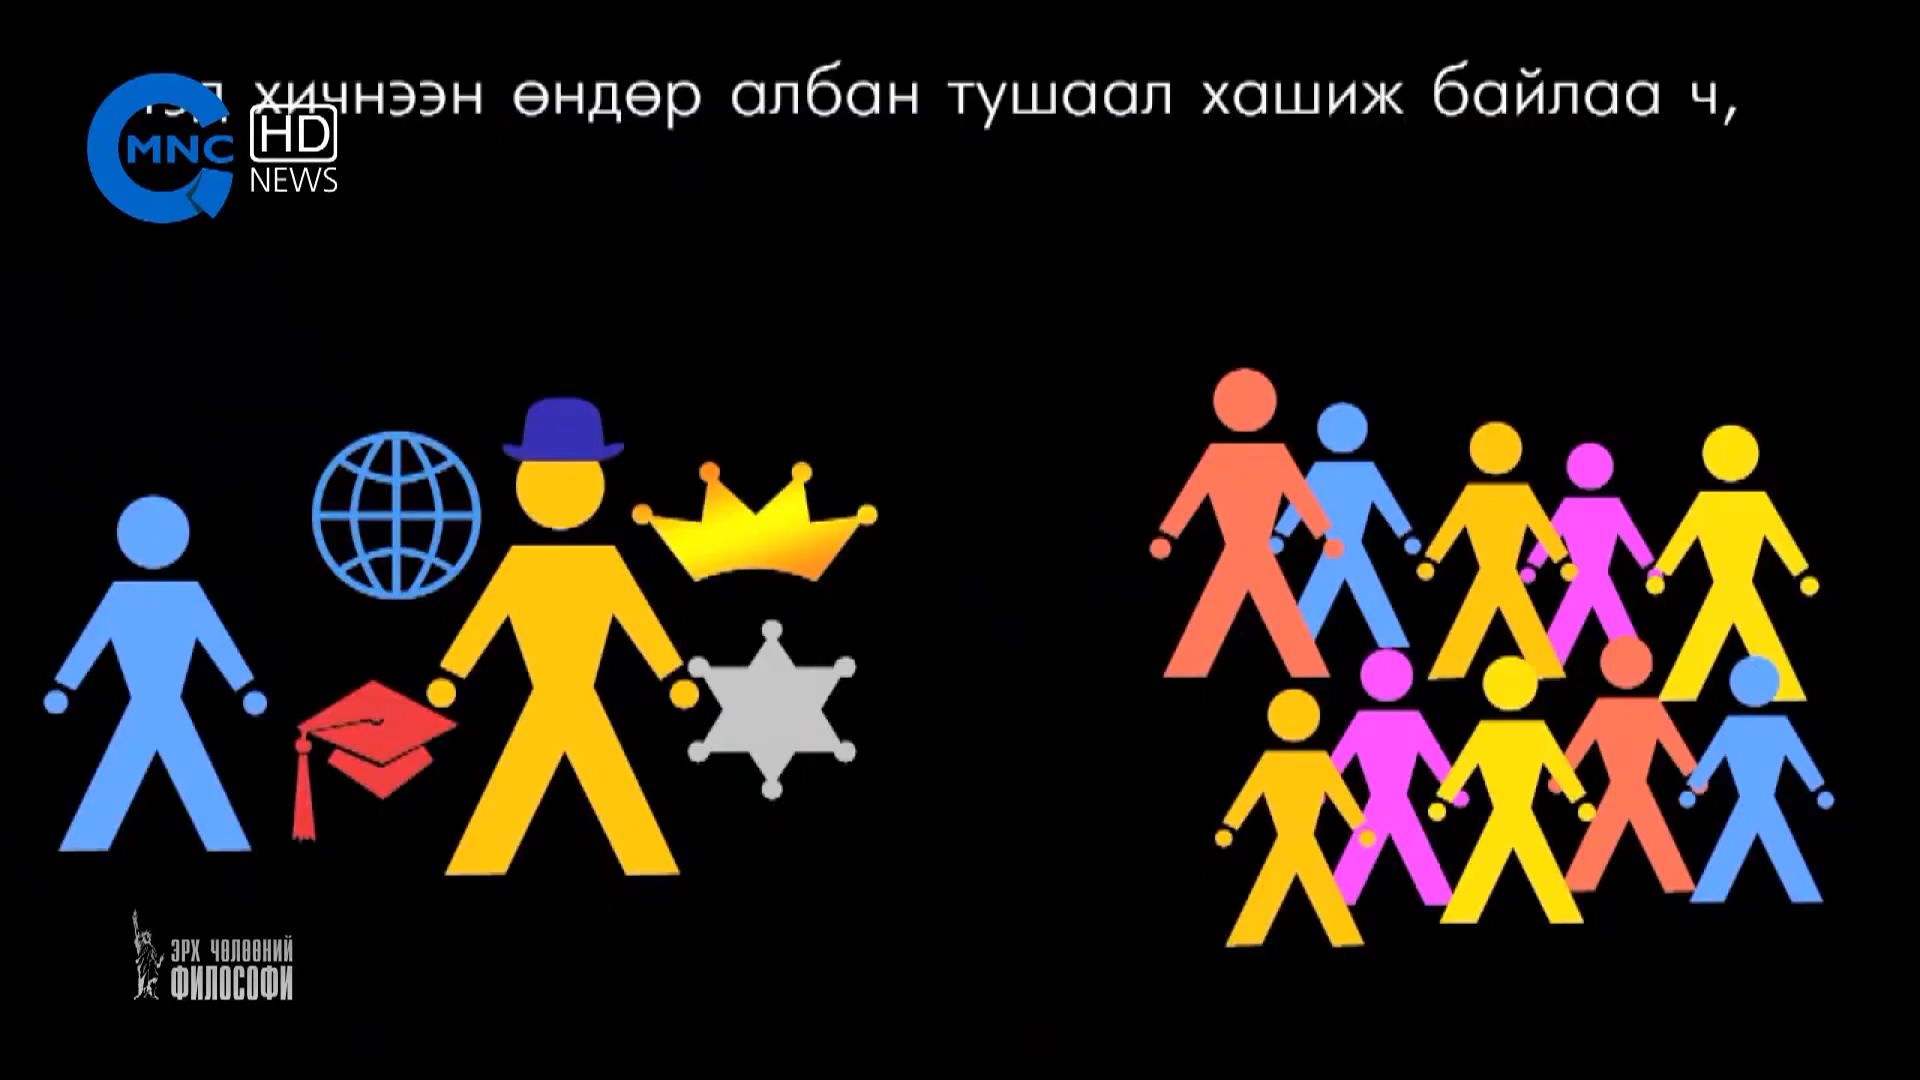 хичнээн өндөр албан тушаал хашиж байлаа ч,
MNC
HD
NEWS
ЭРХ ЧӨЛӨӨНИЙ
ФИЛОСОФИ